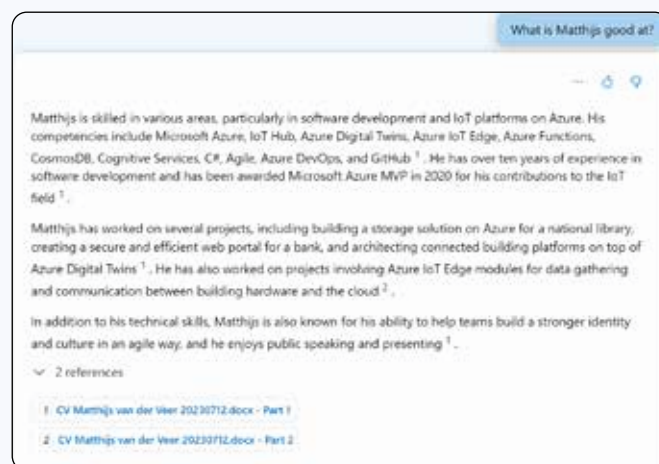 What is Matthijs good at?
Matthijs is skilled in various areas, particularly in software development and IoT platforms on Azure. His
competencies include Microsoft Azure, IoT Hub, Azure Digital Twins, Azure IoT Edge, Azure Functions,
CosmosDB, Cognitive Services, C#, Agile, Azure DevOps, and GitHub 1 . He has over ten years of experience in
software development and has been awarded Microsoft Azure MVP in 2020 for his contributions to the IoT
field 1 .
Matthijs has worked on several projects, including building a storage solution on Azure for a national library,
creating a secure and efficient web portal for a bank, and architecting connected building platforms on top of
Azure Digital Twins 1 . He has also worked on projects involving Azure IoT Edge modules for data gathering
and communication between building hardware and the cloud 2 .
In addition to his technical skills, Matthijs is also known for his ability to help teams build a stronger identity
and culture in an agile way, and he enjoys public speaking and presenting 1 .
2 references
1 CV Matthijs van der Veer 20230712.docx - Part 1
2 CV Matthijs van der Veer 20230712.docx - Part 2